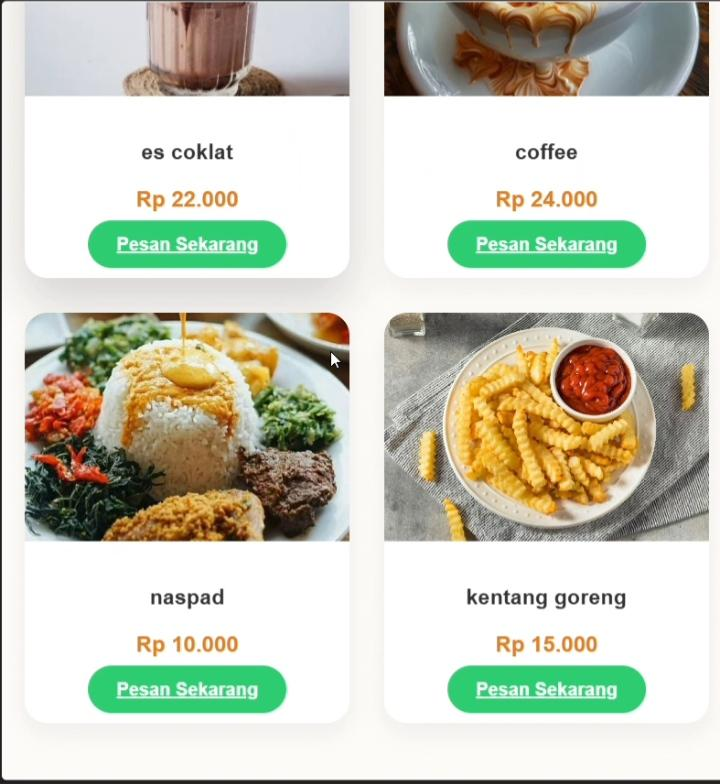 es coklat
Rp 22.000
Pesan Sekarang
coffee
Rp 24.000
Pesan Sekarang
naspad
Rp 10.000
Pesan Sekarang
kentang goreng
Rp 15.000
Pesan Sekarang